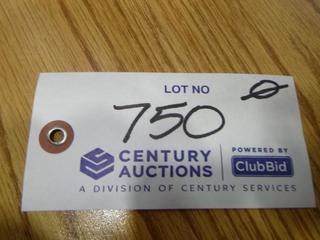 LOT NO
750
CENTURY AUCTIONS
POWERED BY
ClubBid
A DIVISION OF CENTURY SERVICES